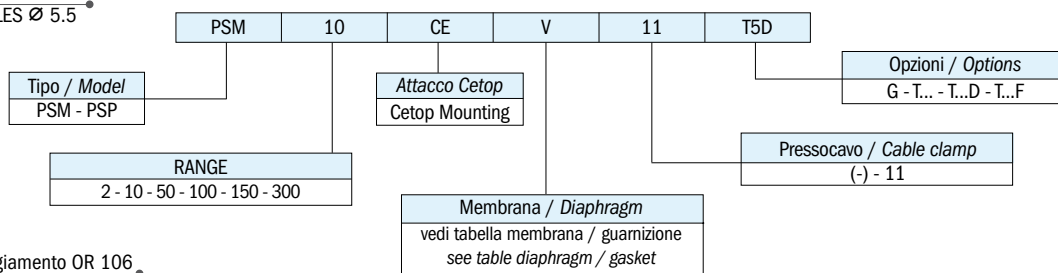 LES Ø 5.5
PSM 10 CE V 11 T5D
Tipo / Model
PSM - PSP
Attacco Cetop
Cetop Mounting
Opzioni / Options
G - T... - T...D - T...F
RANGE
2 - 10 - 50 - 100 - 150 - 300
Pressocavo / Cable clamp
(-) - 11
Membrana / Diaphragm
vedi tabella membrana / guarnizione
see table diaphragm / gasket
giamento OR 106